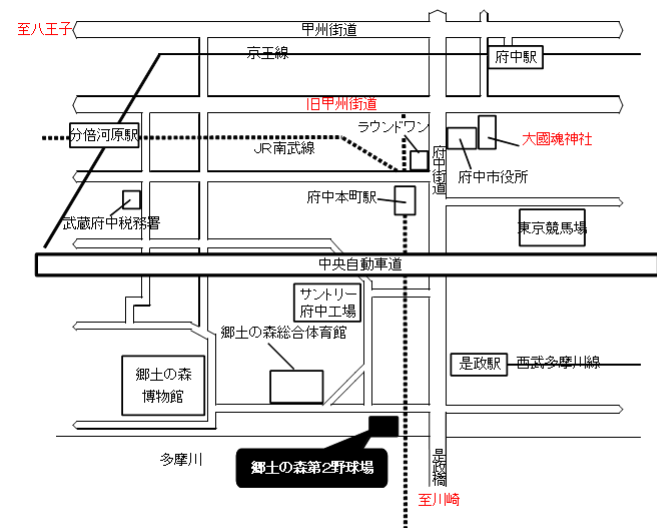 至八王子
甲州街道
京王線
府中駅
旧甲州街道
ラウンドワン
分倍河原駅
JR南武線
府中街道
大國魂神社
府中市役所
武蔵府中税務署
府中本町駅
東京競馬場
中央自動車道
サントリー
府中工場
郷土の森総合体育館
是政駅
西武多摩川線
郷土の森
博物館
多摩川
郷土の森第2野球場
是政橋
至川崎